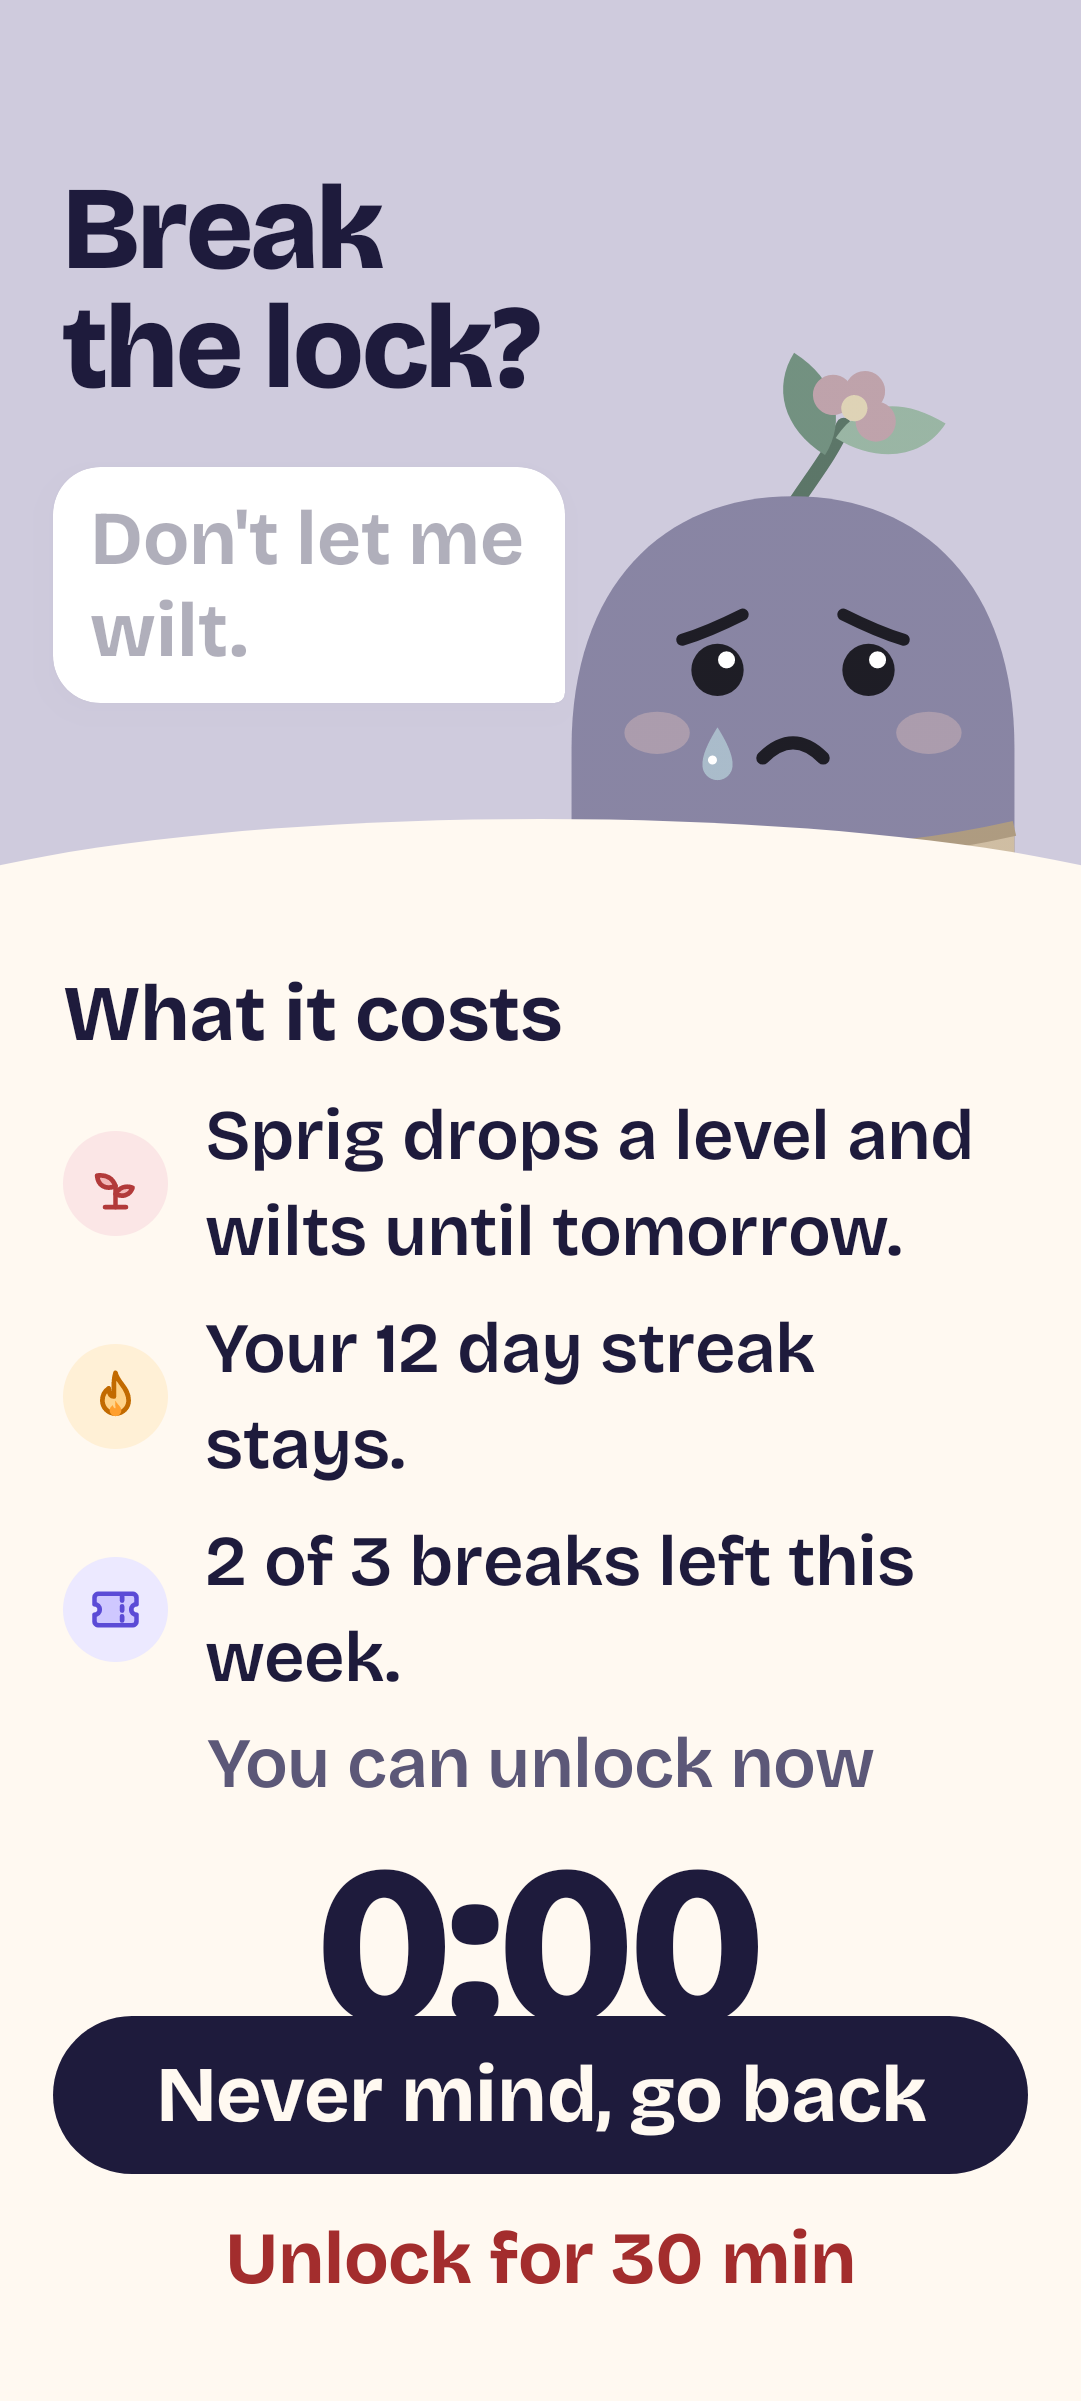 Break
the lock?
Don't let me
wilt.
What it costs
Sprig drops a level and
wilts until tomorrow.
Your 12 day streak
stays.
2 of 3 breaks left this
week.
You can unlock now
0:00
Never mind, go back
Unlock for 30 min